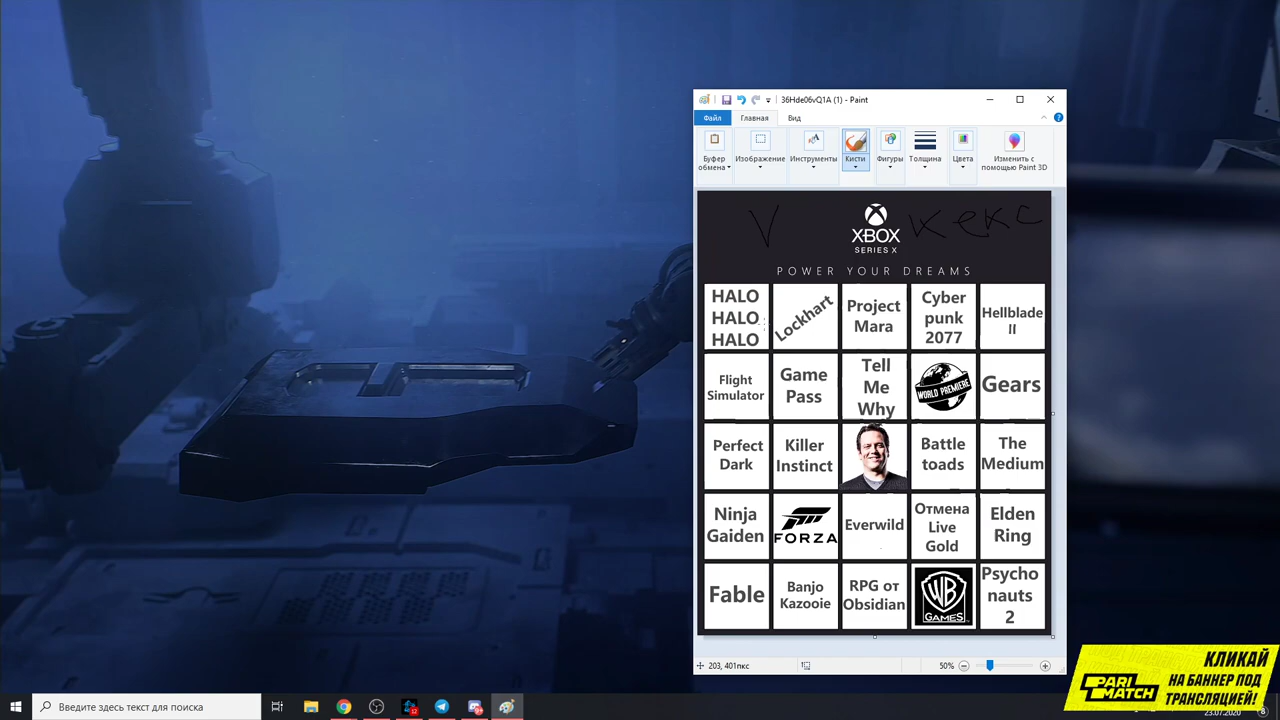 36Hde06vQ1A (1) - Paint
Файл Главная Вид
Буфер обмена
Изображение
Инструменты
Кисти
Фигуры
Толщина
Цвета
Изменить с помощью Paint 3D
V
жекс
XBOX
SERIES X
POWER YOUR DREAMS
HALO
HALO
HALO
Lockhart
Project
Mara
Cyber
punk
2077
Hellblade
II
Flight
Simulator
Game
Pass
Tell
Me
Why
WORLD PREMIERE
Gears
Perfect
Dark
Killer
Instinct
Battle
toads
The
Medium
Ninja
Gaiden
FORZA
Everwild
Отмена
Live
Gold
Elden
Ring
Fable
Banjo
Kazooie
RPG от
Obsidian
WB
GAMES
Psycho
nauts
2
203, 401пкс
50%
КЛИКАЙ
НА БАННЕР ПОД
ТРАНСЛЯЦИЕЙ!
PARI
MATCH
Введите здесь текст для поиска
23.07.2020